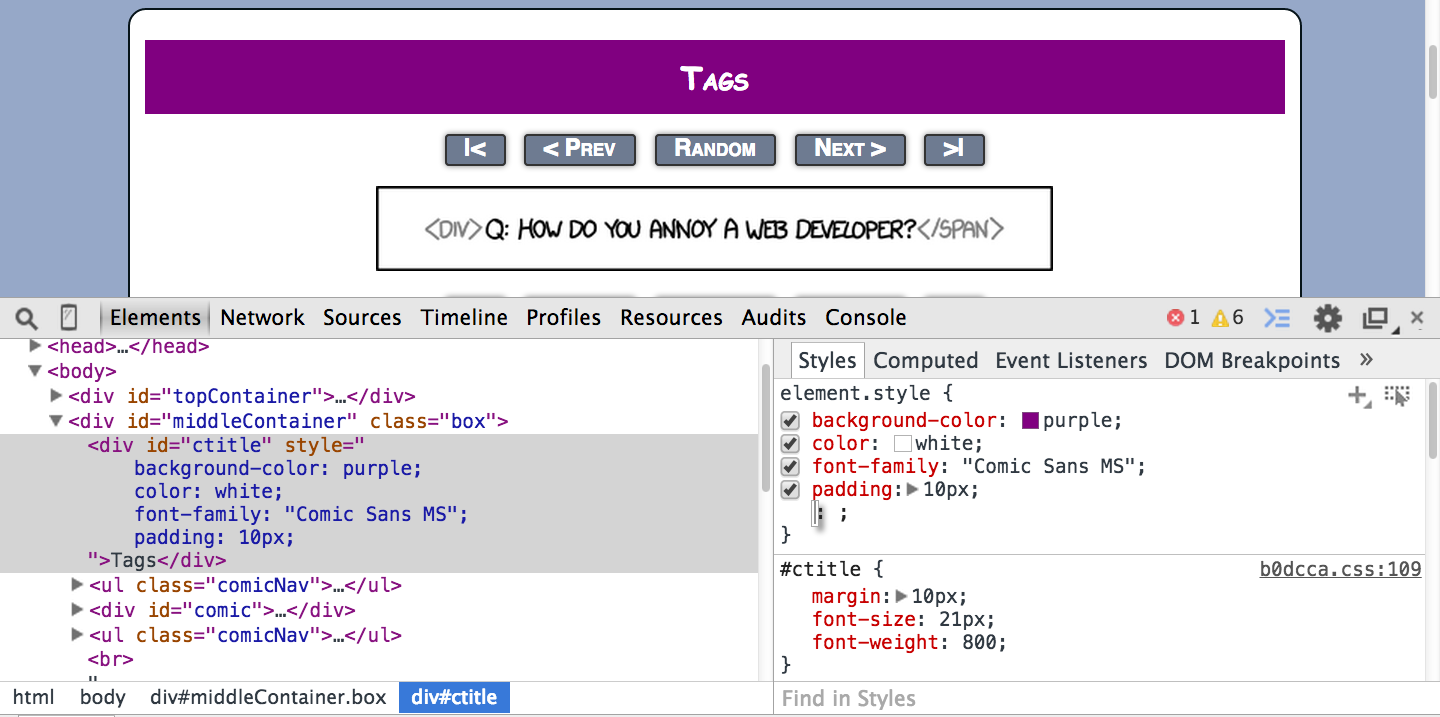 Tags
|< < Prev Random Next > >|
<DIV>Q: HOW DO YOU ANNOY A WEB DEVELOPER?</SPAN>
Elements Network Sources Timeline Profiles Resources Audits Console 1 6
<head>…</head>
<body>
<div id="topContainer">…</div>
<div id="middleContainer" class="box">
<div id="ctitle" style="
background-color: purple;
color: white;
font-family: "Comic Sans MS";
padding: 10px;
">Tags</div>
<ul class="comicNav">…</ul>
<div id="comic">…</div>
<ul class="comicNav">…</ul>
<br>
"
html body div#middleContainer.box div#ctitle
Styles Computed Event Listeners DOM Breakpoints »
element.style {
background-color: purple;
color: white;
font-family: "Comic Sans MS";
padding: 10px;
: ;
}
#ctitle { b0dcca.css:109
margin: 10px;
font-size: 21px;
font-weight: 800;
}
Find in Styles